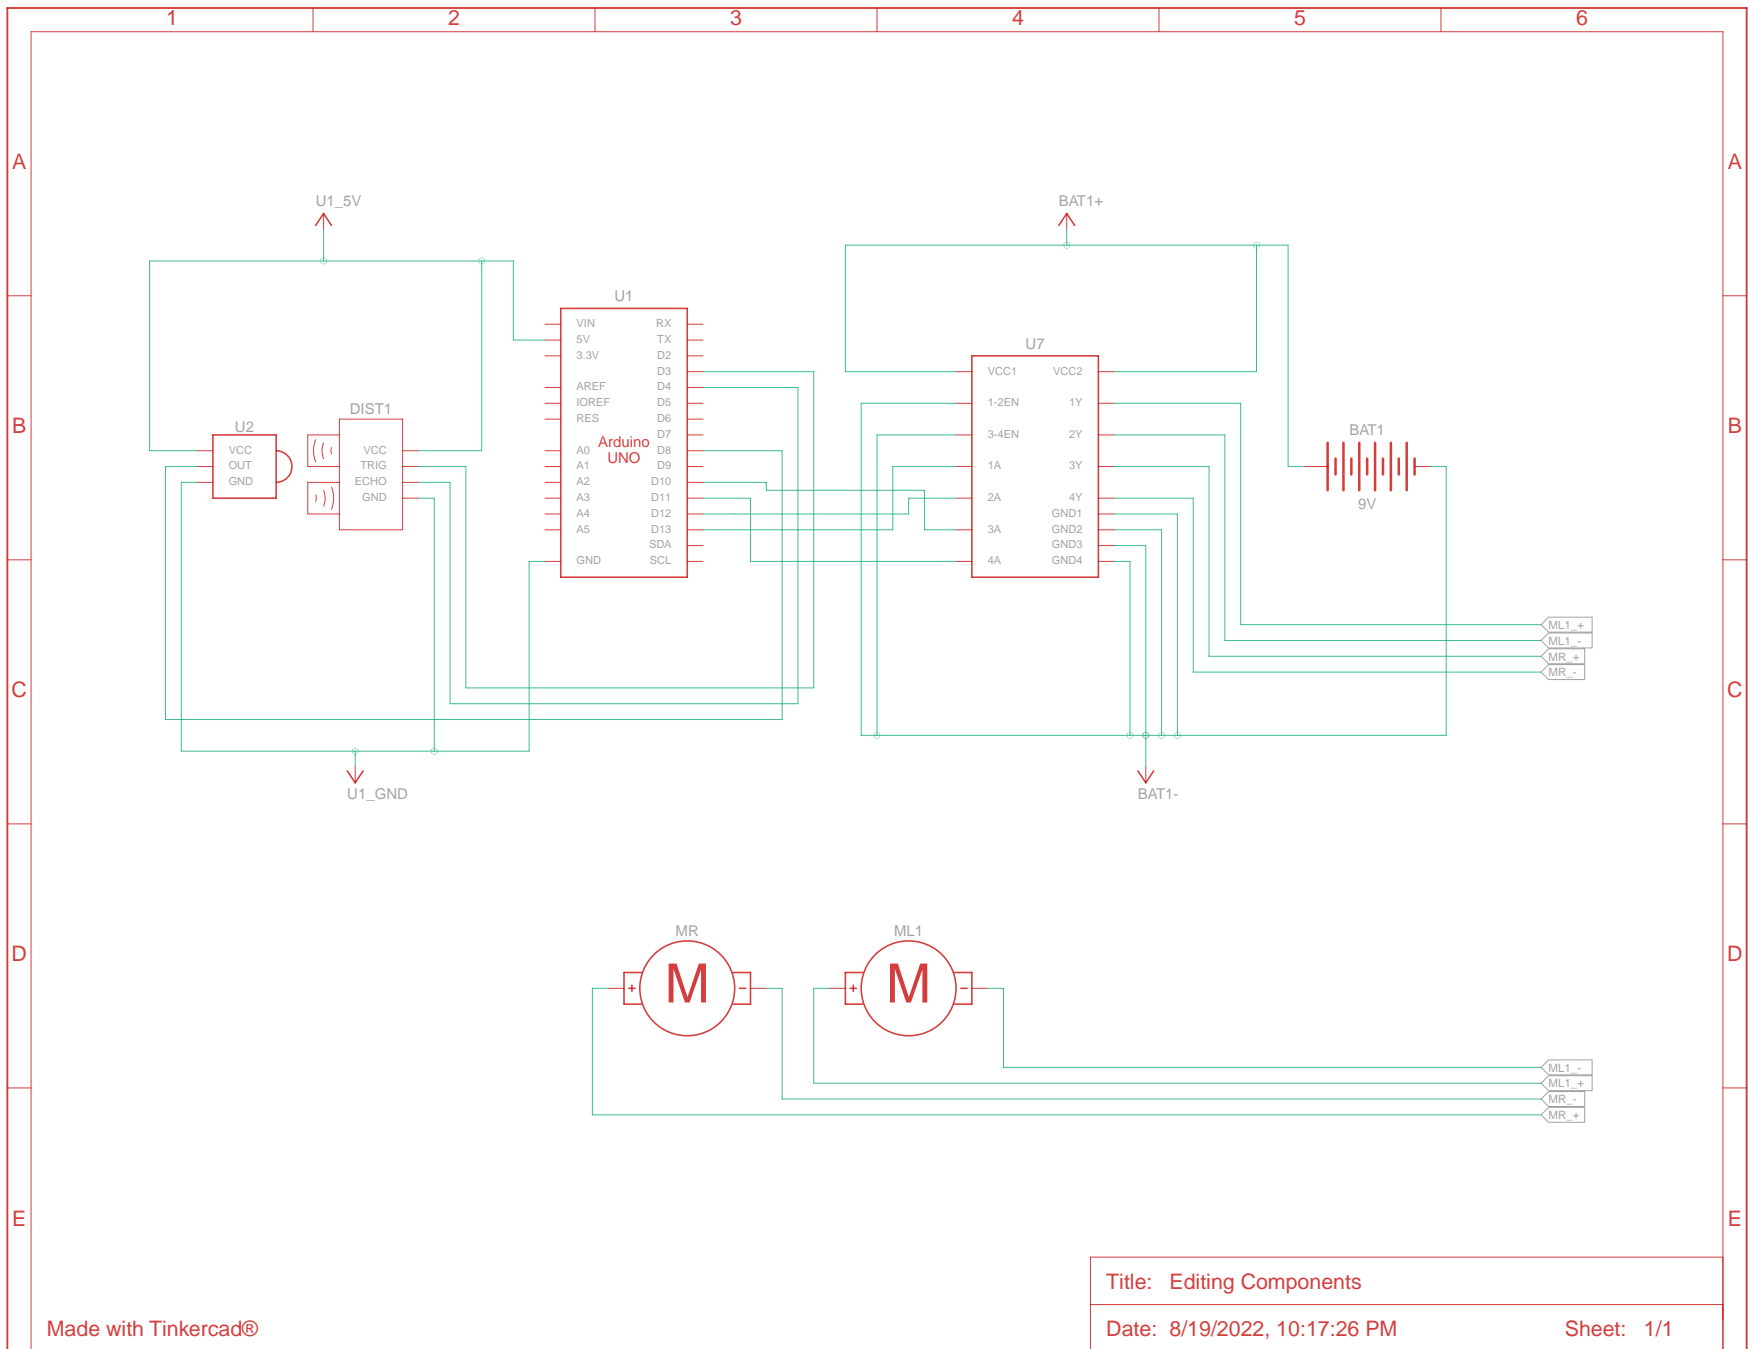 1 2 3 4 5 6
A A
U1_5V BAT1+
U1
VIN RX
5V TX
3.3V D2
D3
AREF D4
IOREF D5
RES D6
D7
A0 D8
A1 D9
A2 D10
A3 D11
A4 D12
A5 D13
SDA
GND SCL
Arduino
UNO
U7
VCC1 VCC2
1-2EN 1Y
3-4EN 2Y
1A 3Y
2A 4Y
GND1
3A GND2
GND3
4A GND4
B B
U2
VCC
OUT
GND
DIST1
VCC
TRIG
ECHO
GND
BAT1
9V
ML1_+
ML1_-
MR_+
MR_-
C C
U1_GND BAT1-
MR ML1
D D
+ M - + M -
ML1_-
ML1_+
MR_-
MR_+
E E
Title: Editing Components
Made with Tinkercad®
Date: 8/19/2022, 10:17:26 PM Sheet: 1/1